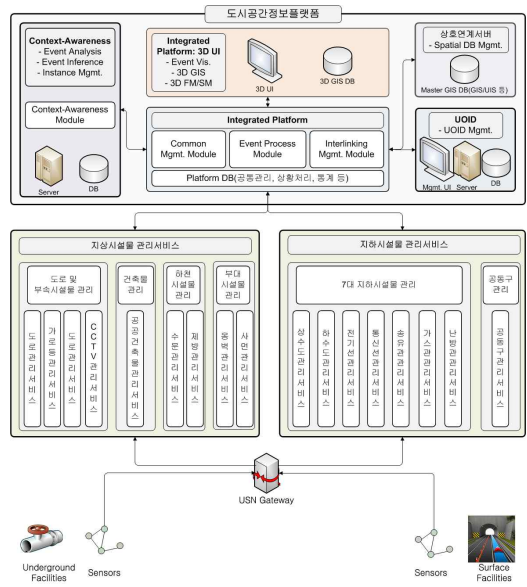 도시공간정보플랫폼
Context-Awareness
- Event Analysis
- Event Inference
- Instance Mgmt.
Context-Awareness
Module
Server
DB
Integrated
Platform: 3D UI
- Event Vis.
- 3D GIS
- 3D FM/SM
3D UI
3D GIS DB
상호연계서버
- Spatial DB Mgmt.
Master GIS DB(GIS/UIS 등)
Integrated Platform
Common
Mgmt. Module
Event Process
Module
Interlinking
Mgmt. Module
Platform DB(공통관리, 상황처리, 통계 등)
UOID
- UOID Mgmt.
Mgmt. UI
Server
DB
지상시설물 관리서비스
도로 및
부속시설물 관리
건축물
관리
하천
시설물
관리
부대
시설물
관리
도로관리서비스
가로등관리서비스
도로관리서비스
CCTV관리서비스
공공건축물관리서비스
수문관리서비스
제방관리서비스
옹벽관리서비스
사면관리서비스
지하시설물 관리서비스
7대 지하시설물 관리
공동구
관리
상수도관리서비스
하수도관리서비스
전기선관리서비스
통신선관리서비스
송유관관리서비스
가스관관리서비스
난방관관리서비스
공동구관리서비스
USN Gateway
Underground
Facilities
Sensors
Sensors
Surface
Facilities